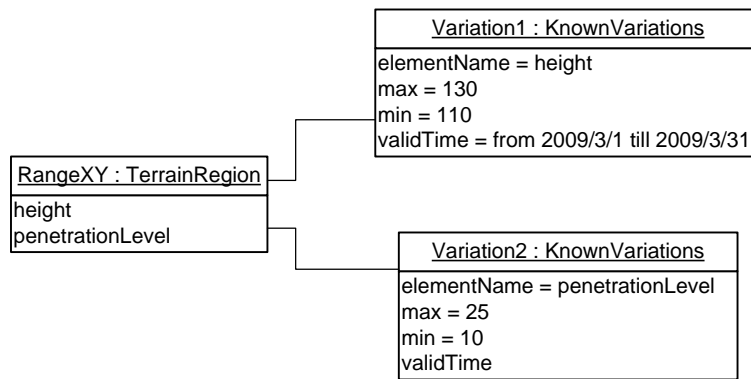 Variation1 : KnownVariations
elementName = height
max = 130
min = 110
validTime = from 2009/3/1 till 2009/3/31
RangeXY : TerrainRegion
height
penetrationLevel
Variation2 : KnownVariations
elementName = penetrationLevel
max = 25
min = 10
validTime